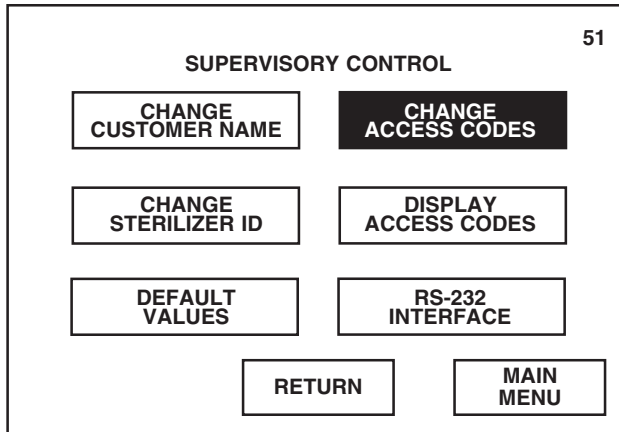 51
SUPERVISORY CONTROL
CHANGE
CUSTOMER NAME
CHANGE
ACCESS CODES
CHANGE
STERILIZER ID
DISPLAY
ACCESS CODES
DEFAULT
VALUES
RS-232
INTERFACE
RETURN
MAIN
MENU